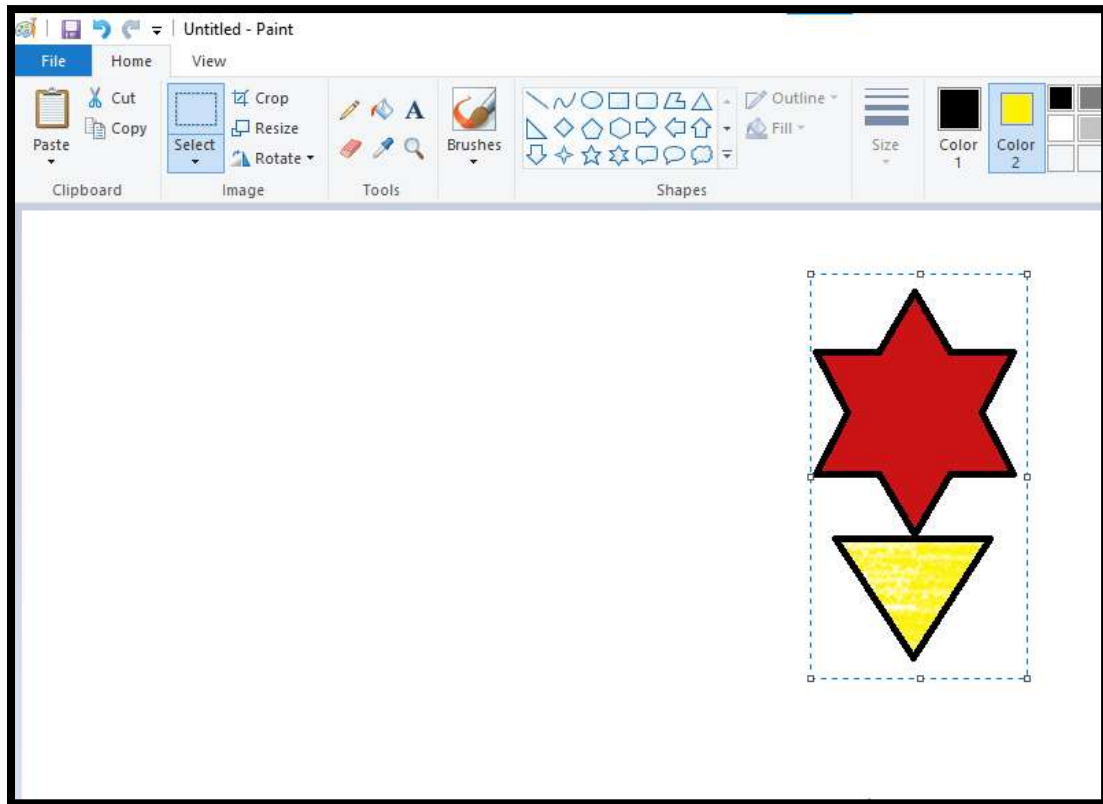 Untitled - Paint
File Home View
Paste
Cut
Copy
Clipboard
Select
Crop
Resize
Rotate
Image
A
Tools
Brushes
Shapes
Outline
Fill
Size
Color 1
Color 2